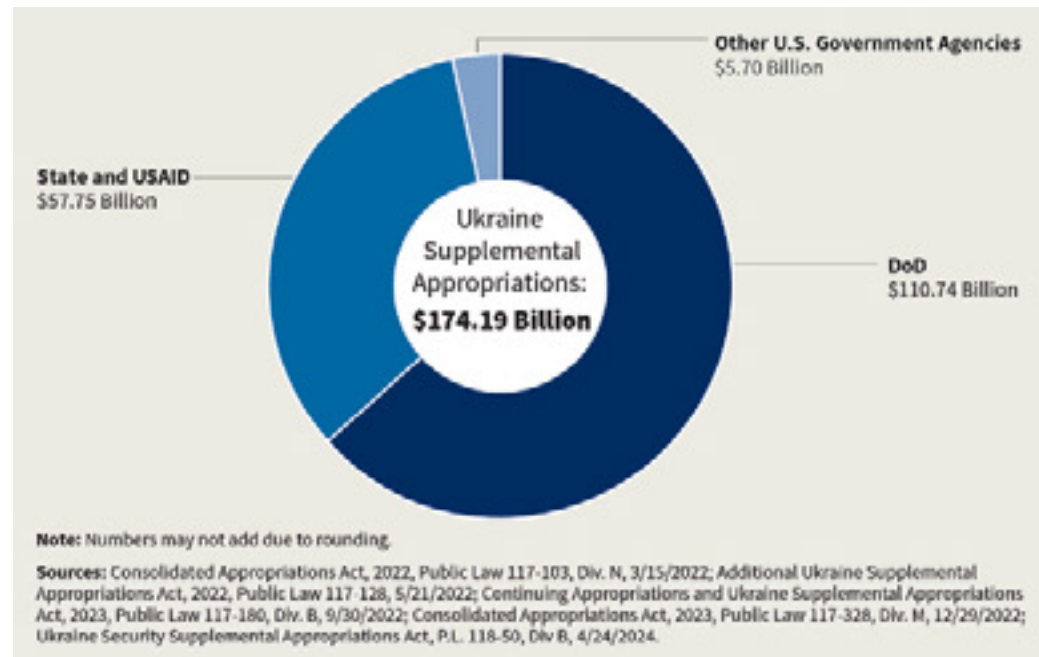 Other U.S. Government Agencies
$5.70 Billion
State and USAID
$57.75 Billion
Ukraine
Supplemental
Appropriations:
$174.19 Billion
DoD
$110.74 Billion
Note: Numbers may not add due to rounding.
Sources: Consolidated Appropriations Act, 2022, Public Law 117-103, Div. N, 3/15/2022; Additional Ukraine Supplemental
Appropriations Act, 2022, Public Law 117-128, 5/21/2022; Continuing Appropriations and Ukraine Supplemental Appropriations
Act, 2023, Public Law 117-180, Div. B, 9/30/2022; Consolidated Appropriations Act, 2023, Public Law 117-328, Div. M, 12/29/2022;
Ukraine Security Supplemental Appropriations Act, P.L. 118-50, Div B, 4/24/2024.